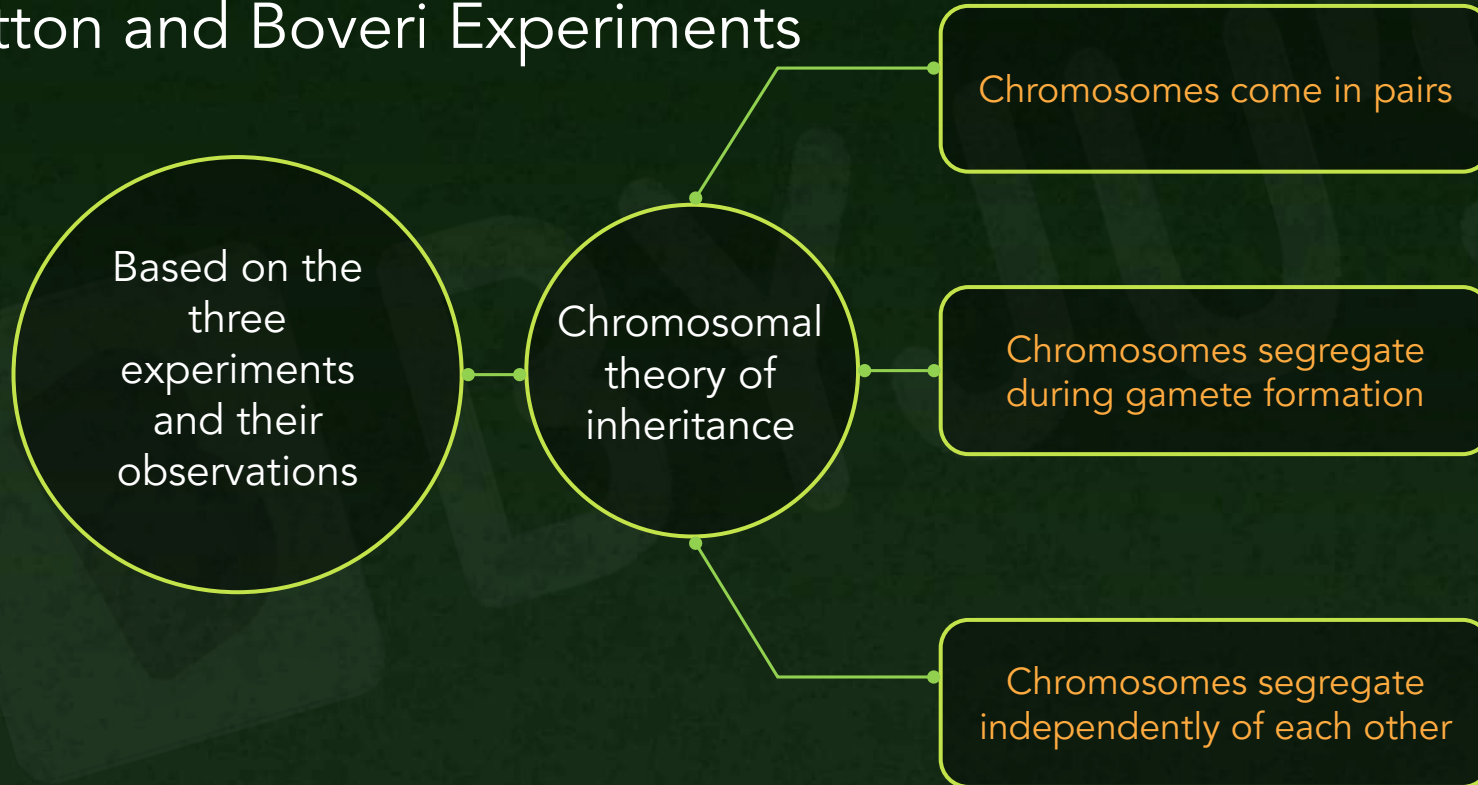 tton and Boveri Experiments
Chromosomes come in pairs
Based on the
three
experiments
and their
observations
Chromosomal
theory of
inheritance
Chromosomes segregate
during gamete formation
Chromosomes segregate
independently of each other